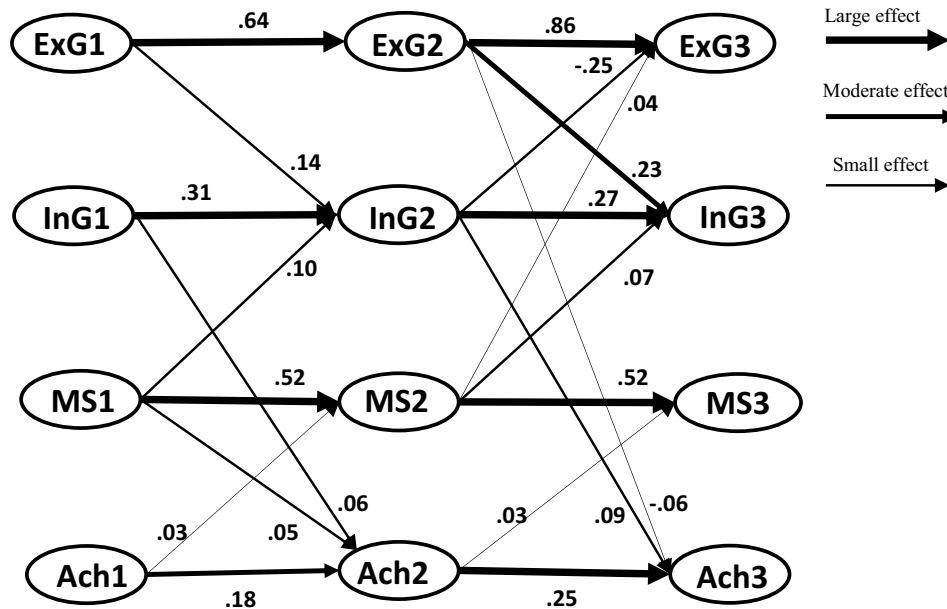 .64
.86
Large effect
ExG1
ExG2
ExG3
-.25
Moderate effect
.04
.14
.23
Small effect
.31
.27
InG1
InG2
InG3
.10
.07
.52
.52
MS1
MS2
MS3
.06
.03
.05
.03
.09
-.06
Ach1
Ach2
Ach3
.18
.25